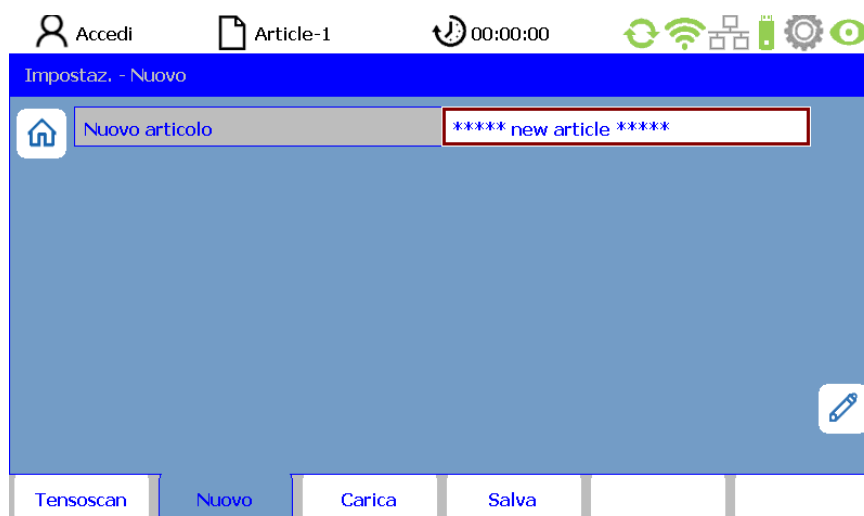 Accedi Article-1 00:00:00
Impostaz. - Nuovo
Nuovo articolo ***** new article *****
Tensoscan Nuovo Carica Salva